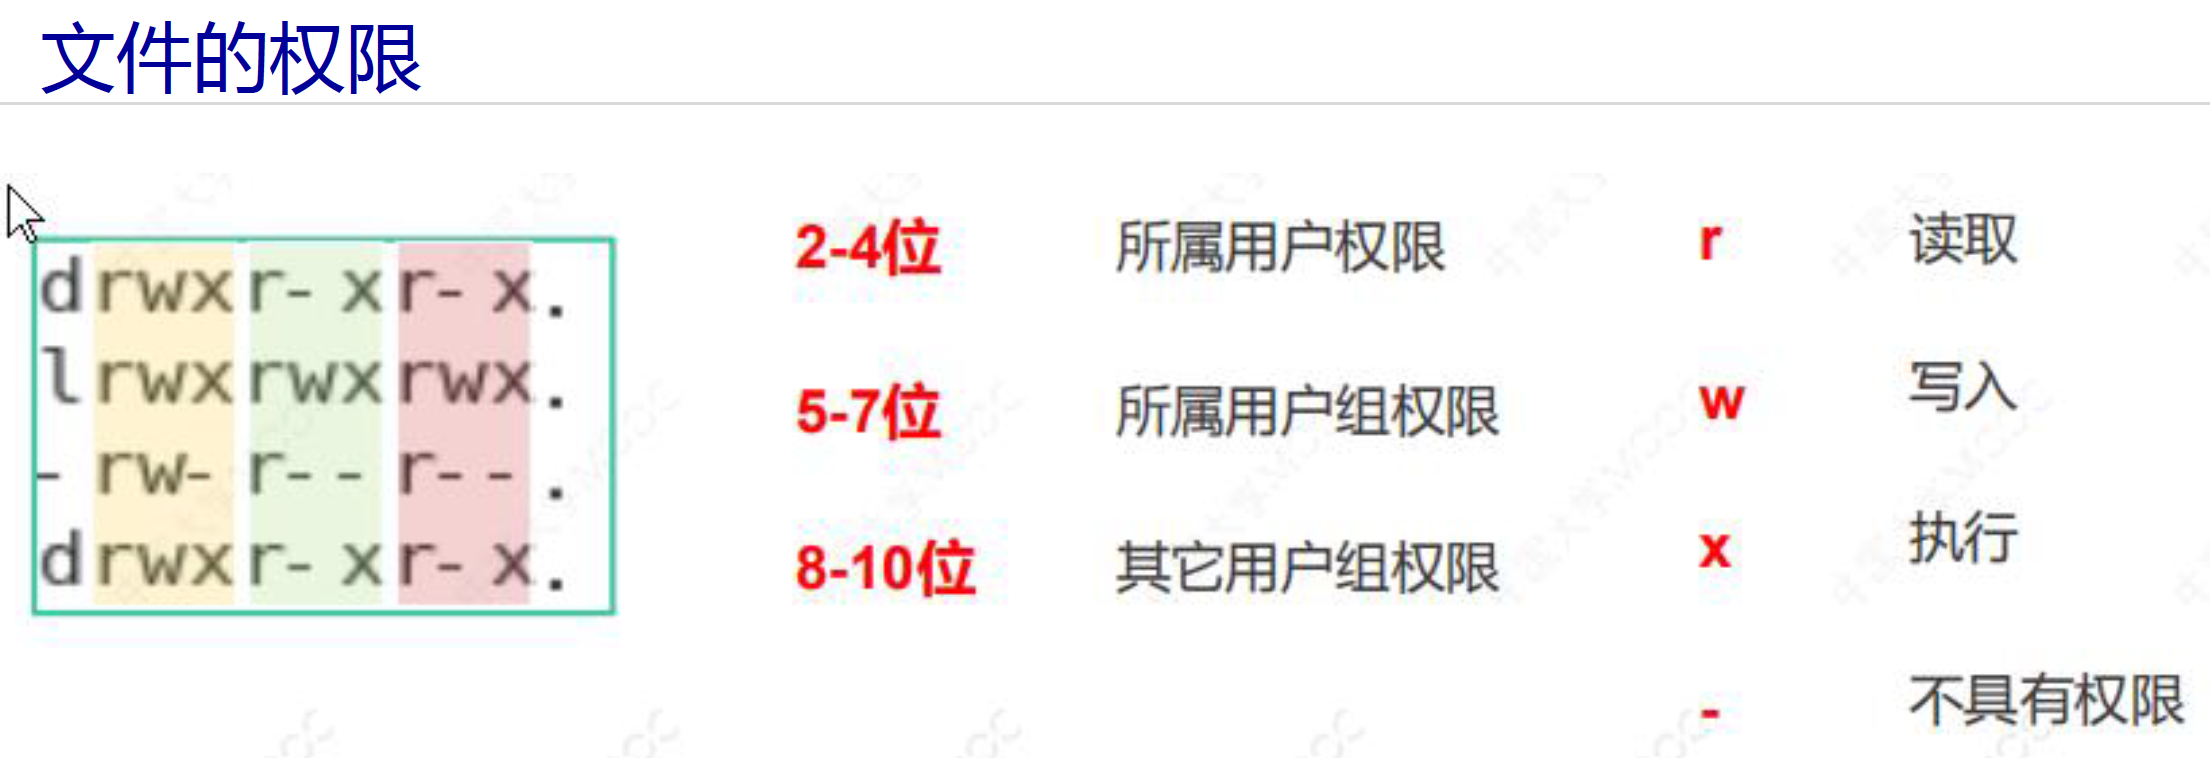 文件的权限
drwxr-xr-x.
lrwxrwxrwx.
-rw-r--r--.
drwxr-xr-x.
2-4位 所属用户权限
5-7位 所属用户组权限
8-10位 其它用户组权限
r 读取
w 写入
x 执行
- 不具有权限